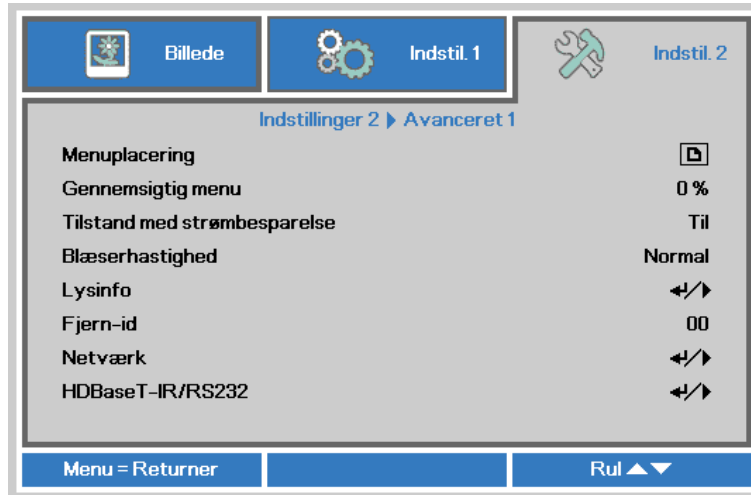 Billede
Indstil. 1
Indstil. 2
Indstillinger 2 Avanceret 1
Menuplacering
Gennemsigtig menu 0 %
Tilstand med strømbesparelse Til
Blæserhastighed Normal
Lysinfo ↵/▶
Fjern-id 00
Netværk ↵/▶
HDBaseT-IR/RS232 ↵/▶
Menu = Returner
Rul ▲▼